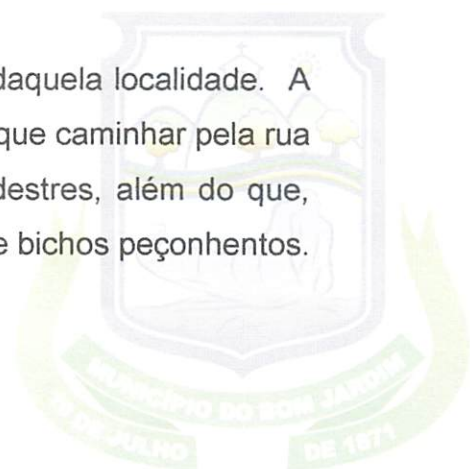 daquela localidade. A
que caminhar pela rua
destres, além do que,
e bichos peçonhentos.
MUNICÍPIO DO BOM JARDIM
DE JULHO
DE 1871